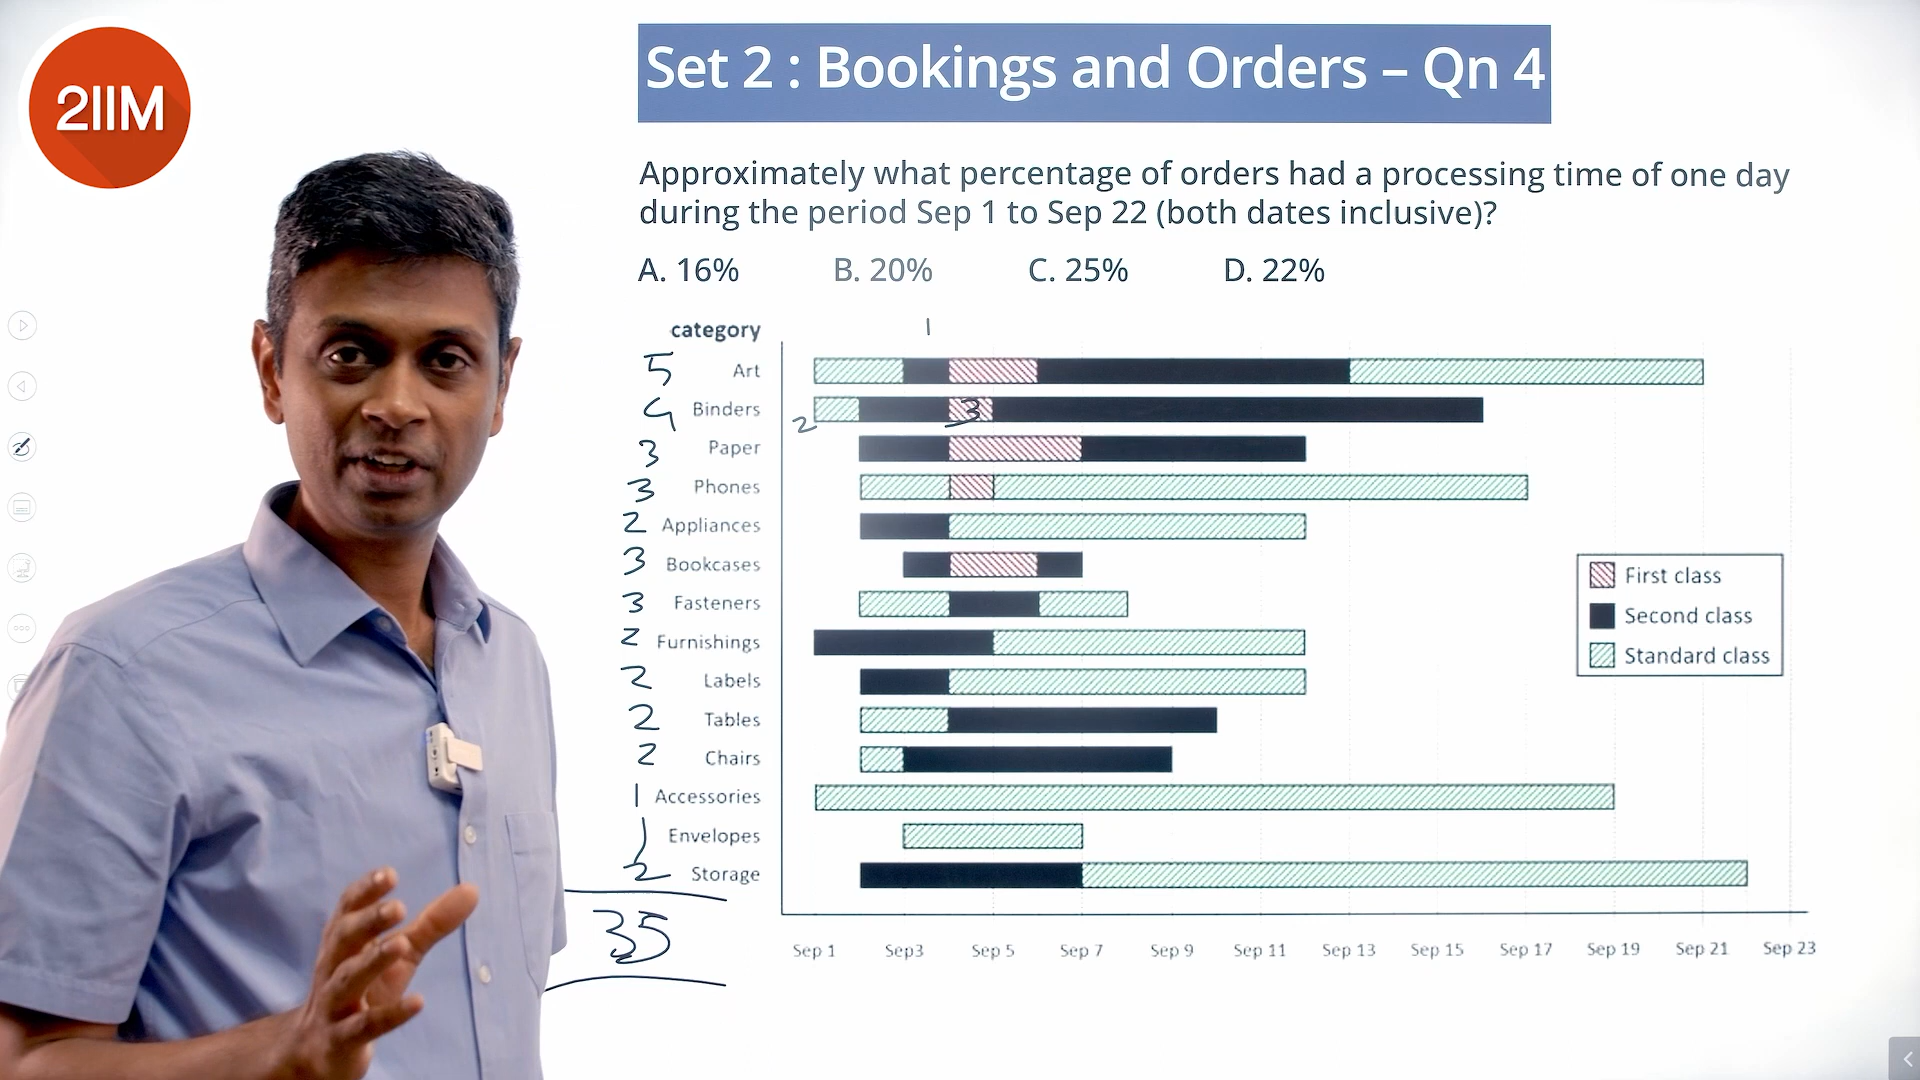 2IIM
Set 2 : Bookings and Orders – Qn 4
Approximately what percentage of orders had a processing time of one day
during the period Sep 1 to Sep 22 (both dates inclusive)?
A. 16% B. 20% C. 25% D. 22%
category 1
5 Art
4 Binders 2 3
3 Paper
3 Phones
2 Appliances
3 Bookcases
3 Fasteners
2 Furnishings
2 Labels
2 Tables
2 Chairs
1 Accessories
1 Envelopes
2 Storage
35
First class
Second class
Standard class
Sep 1 Sep3 Sep 5 Sep 7 Sep 9 Sep 11 Sep 13 Sep 15 Sep 17 Sep 19 Sep 21 Sep 23